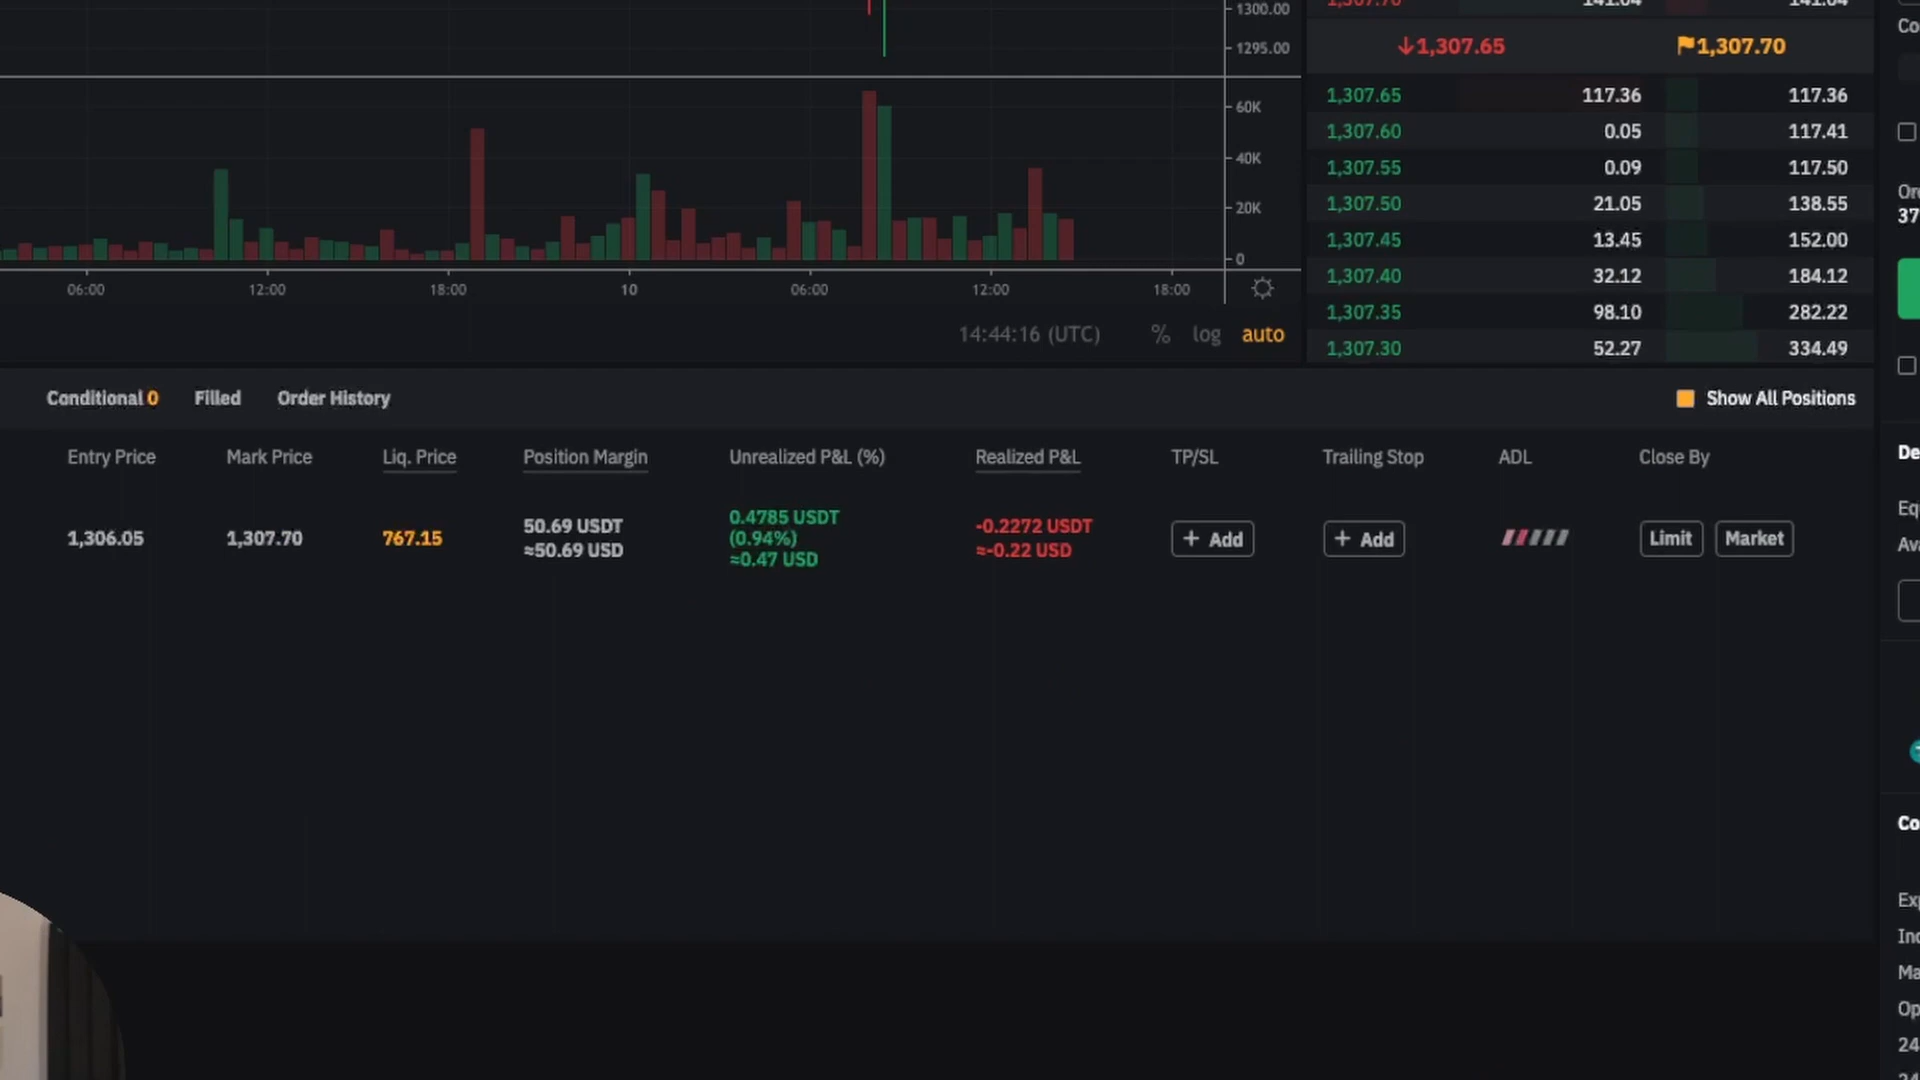 1300.00
1295.00
↓1,307.65 1,307.70
60K
40K
20K
0
06:00 12:00 18:00 10 06:00 12:00 18:00
14:44:16 (UTC) % log auto
1,307.65 117.36 117.36
1,307.60 0.05 117.41
1,307.55 0.09 117.50
1,307.50 21.05 138.55
1,307.45 13.45 152.00
1,307.40 32.12 184.12
1,307.35 98.10 282.22
1,307.30 52.27 334.49
Conditional 0 Filled Order History Show All Positions
Entry Price Mark Price Liq. Price Position Margin Unrealized P&L (%) Realized P&L TP/SL Trailing Stop ADL Close By
1,306.05 1,307.70 767.15
50.69 USDT
≈50.69 USD
0.4785 USDT
(0.94%)
≈0.47 USD
-0.2272 USDT
≈-0.22 USD
+ Add + Add Limit Market
Co
37
De
Co
24